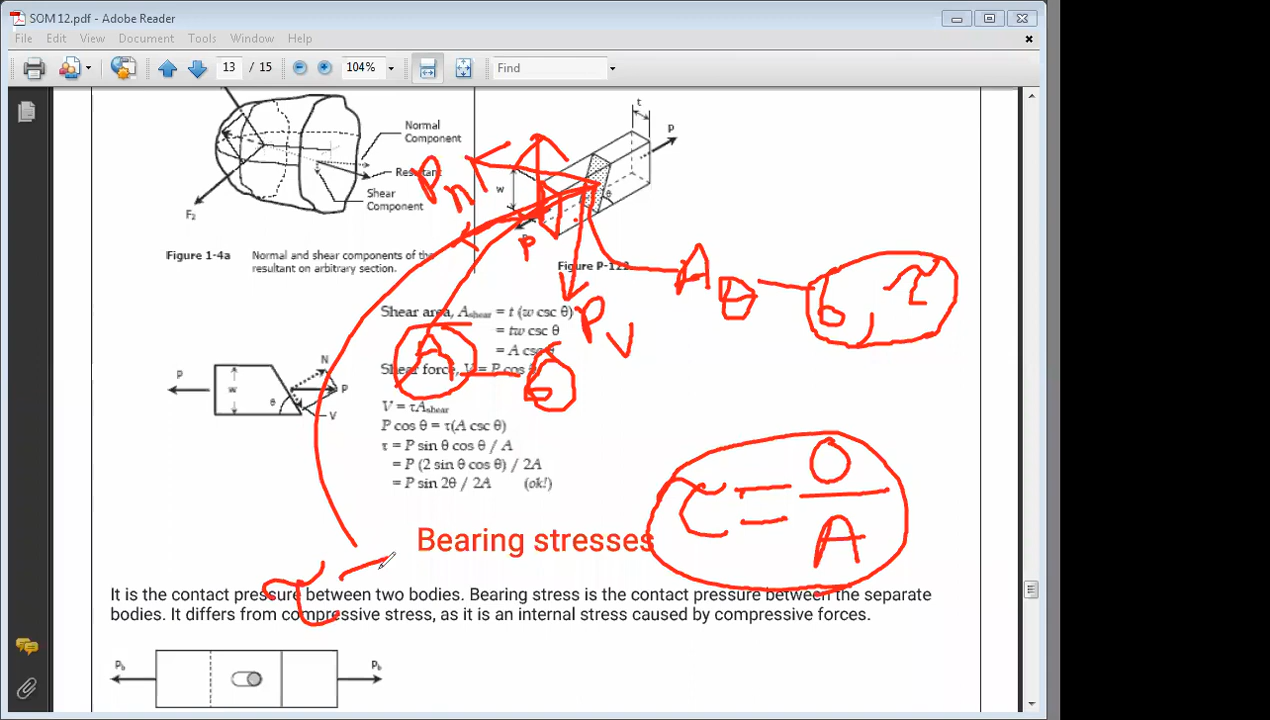 SOM 12.pdf - Adobe Reader
File Edit View Document Tools Window Help
13 / 15 104% Find
Normal
Component
Resultant
Shear
Component
F₂
Figure 1-4a Normal and shear components of the
resultant on arbitrary section.
t
P
w
θ
P
Figure P-122
Pn
Pv
Aθ
σ, τ
A
σ
Shear area, Ashear = t (w csc θ)
= tw csc θ
= A csc θ
Shear force, V = P cos θ
V = τAshear
P cos θ = τ(A csc θ)
τ = P sin θ cos θ / A
= P (2 sin θ cos θ) / 2A
= P sin 2θ / 2A (ok!)
P
w
θ
N
P
V
τ = 0
A
τ
Bearing stresses
It is the contact pressure between two bodies. Bearing stress is the contact pressure between the separate
bodies. It differs from compressive stress, as it is an internal stress caused by compressive forces.
Pb Pb